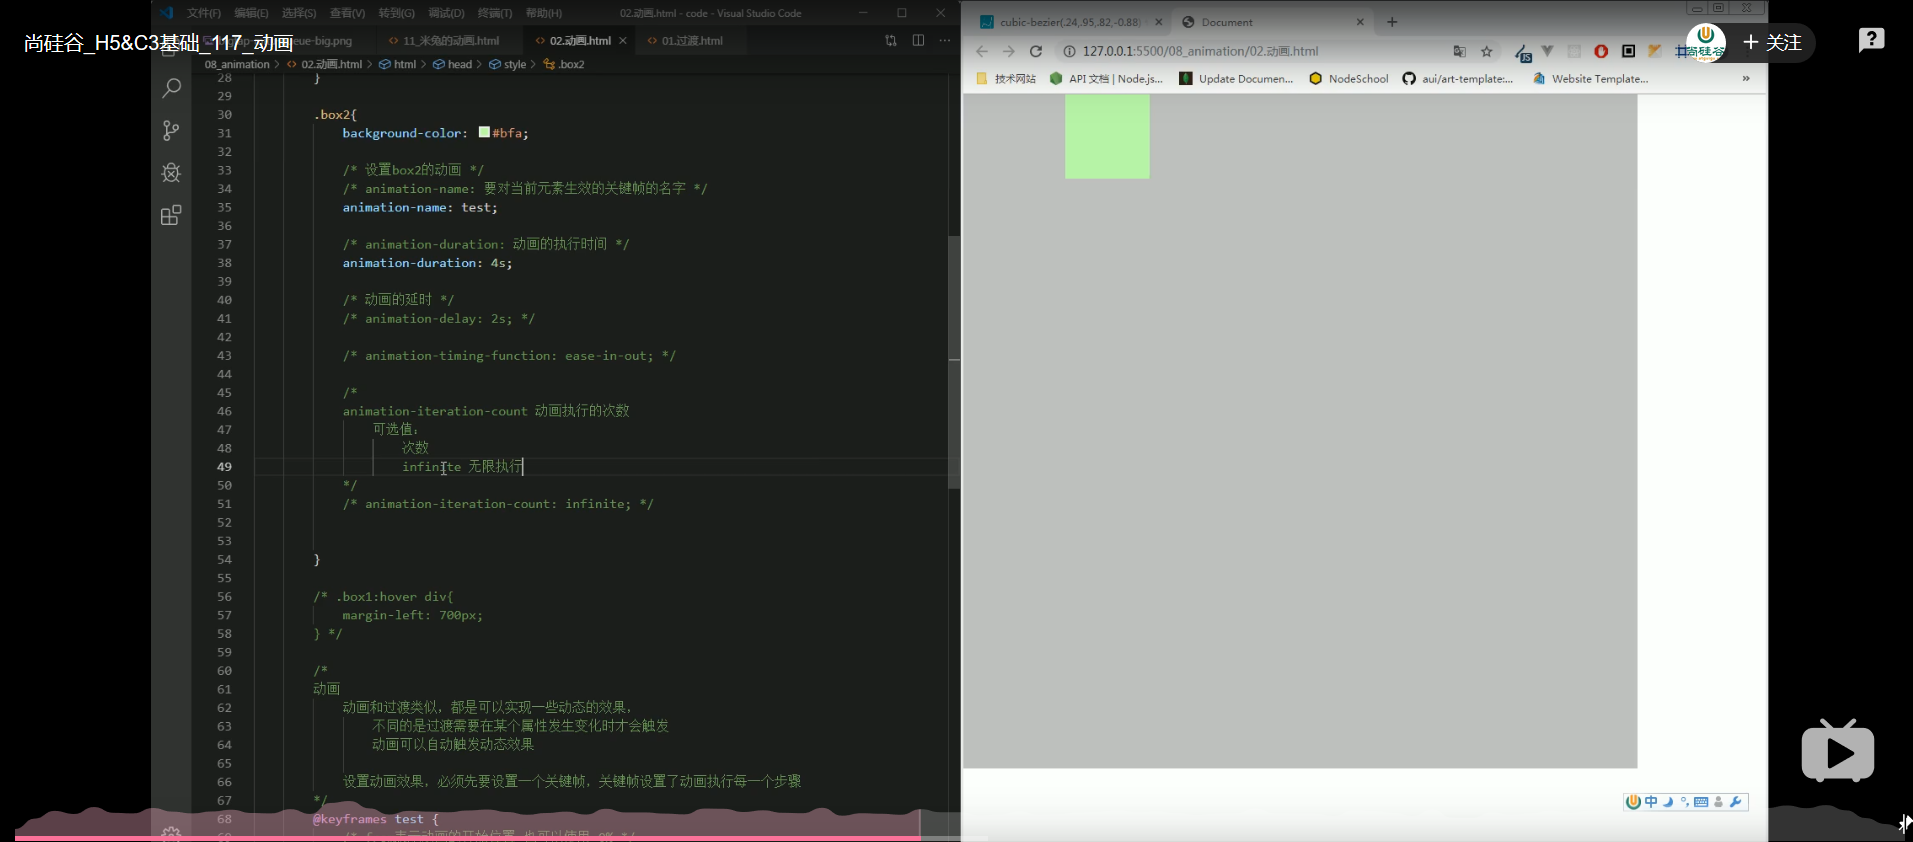 尚硅谷_H5&C3基础_117_动画
文件(F) 编辑(E) 选择(S) 查看(V) 转到(G) 调试(D) 终端(T) 帮助(H) 02.动画.html - code - Visual Studio Code
11_米兔的动画.html 02.动画.html 01.过渡.html
08_animation > 02.动画.html > html > head > style > .box2
28 }
29
30 .box2{
31 background-color: #bfa;
32
33 /* 设置box2的动画 */
34 /* animation-name: 要对当前元素生效的关键帧的名字 */
35 animation-name: test;
36
37 /* animation-duration: 动画的执行时间 */
38 animation-duration: 4s;
39
40 /* 动画的延时 */
41 /* animation-delay: 2s; */
42
43 /* animation-timing-function: ease-in-out; */
44
45 /*
46 animation-iteration-count 动画执行的次数
47 可选值:
48 次数
49 infinite 无限执行
50 */
51 /* animation-iteration-count: infinite; */
52
53
54 }
55
56 /* .box1:hover div{
57 margin-left: 700px;
58 } */
59
60 /*
61 动画
62 动画和过渡类似，都是可以实现一些动态的效果，
63 不同的是过渡需要在某个属性发生变化时才会触发
64 动画可以自动触发动态效果
65
66 设置动画效果，必须先要设置一个关键帧，关键帧设置了动画执行每一个步骤
67 */
68 @keyframes test {
cubic-bezier(.24,.95,.82,-0.88) Document
127.0.0.1:5500/08_animation/02.动画.html
技术网站 API 文档 | Node.js... Update Documen... NodeSchool aui/art-template:... Website Template... »
尚硅谷
+ 关注
中